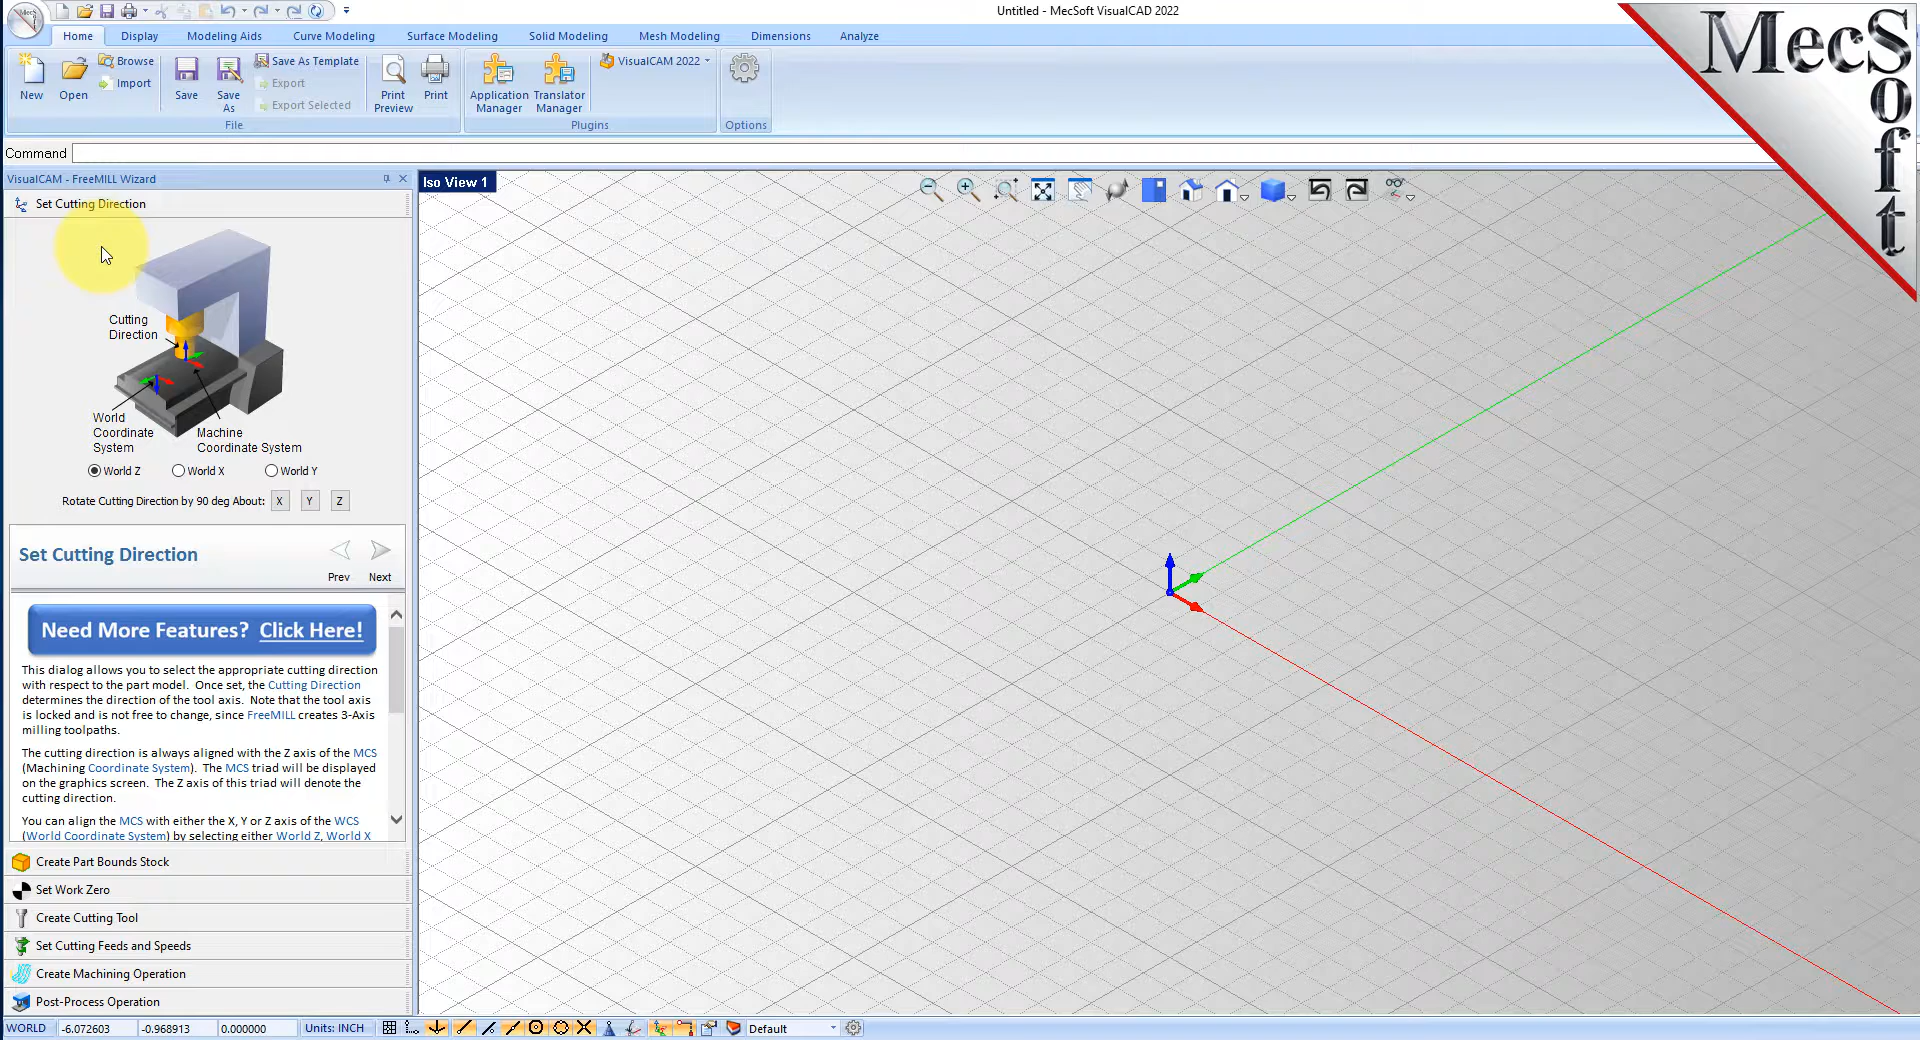 Untitled - MecSoft VisualCAD 2022
MecS
Home Display Modeling Aids Curve Modeling Surface Modeling Solid Modeling Mesh Modeling Dimensions Analyze
New
Open
Browse
Import
Save
Save As
Save As Template
Export
Export Selected
Print Preview
Print
File
Application Manager
Translator Manager
VisualCAM 2022
Plugins
Options
MecSoft
Command
VisualCAM - FreeMILL Wizard
Set Cutting Direction
Iso View 1
Cutting
Direction
World
Coordinate
System
Machine
Coordinate System
World Z World X World Y
Rotate Cutting Direction by 90 deg About: X Y Z
Set Cutting Direction
Prev Next
Need More Features? Click Here!
This dialog allows you to select the appropriate cutting direction
with respect to the part model. Once set, the Cutting Direction
determines the direction of the tool axis. Note that the tool axis
is locked and is not free to change, since FreeMILL creates 3-Axis
milling toolpaths.
The cutting direction is always aligned with the Z axis of the MCS
(Machining Coordinate System). The MCS triad will be displayed
on the graphics screen. The Z axis of this triad will denote the
cutting direction.
You can align the MCS with either the X, Y or Z axis of the WCS
(World Coordinate System) by selecting either World Z, World X
Create Part Bounds Stock
Set Work Zero
Create Cutting Tool
Set Cutting Feeds and Speeds
Create Machining Operation
Post-Process Operation
WORLD -6.072603 -0.968913 0.000000 Units: INCH Default